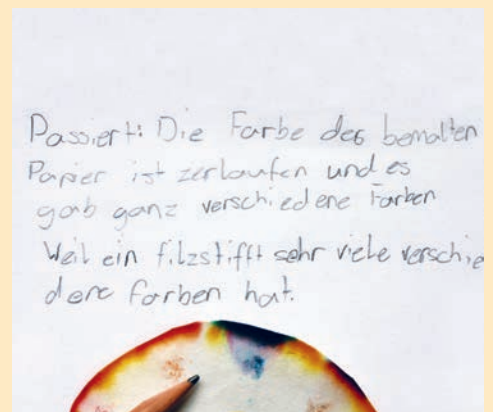 Passiert: Die Farbe des bemalten
Papier ist zerlaufen und es
gab ganz verschiedene Farben
Weil ein filzstifft sehr viele verschie
dene farben hat.